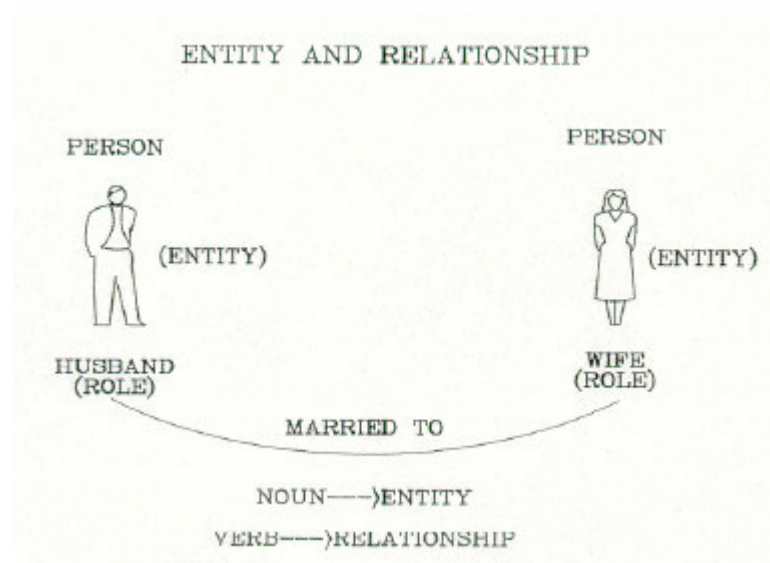 ENTITY AND RELATIONSHIP
PERSON
PERSON
(ENTITY)
(ENTITY)
HUSBAND
(ROLE)
WIFE
(ROLE)
MARRIED TO
NOUN--->ENTITY
VERB--->RELATIONSHIP